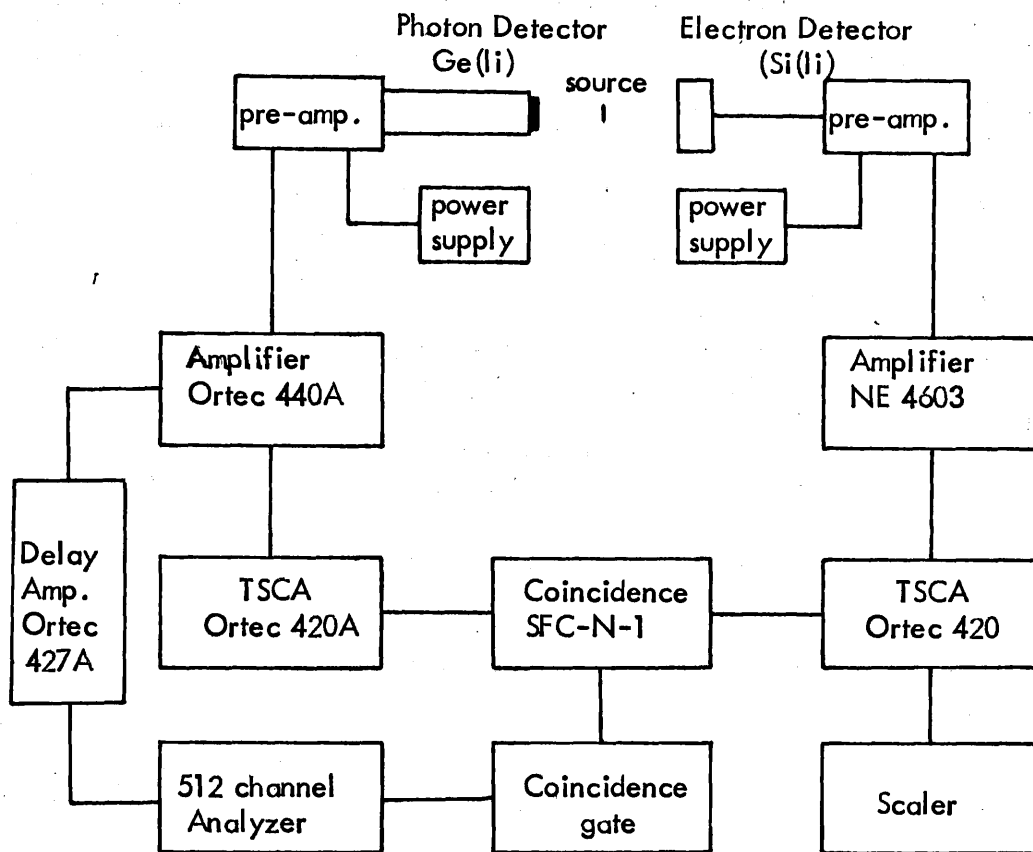 Photon Detector
Ge(li)
source
Electron Detector
(Si(li)
pre-amp.
pre-amp.
power
supply
power
supply
Amplifier
Ortec 440A
Amplifier
NE 4603
Delay
Amp.
Ortec
427A
TSCA
Ortec 420A
Coincidence
SFC-N-1
TSCA
Ortec 420
512 channel
Analyzer
Coincidence
gate
Scaler